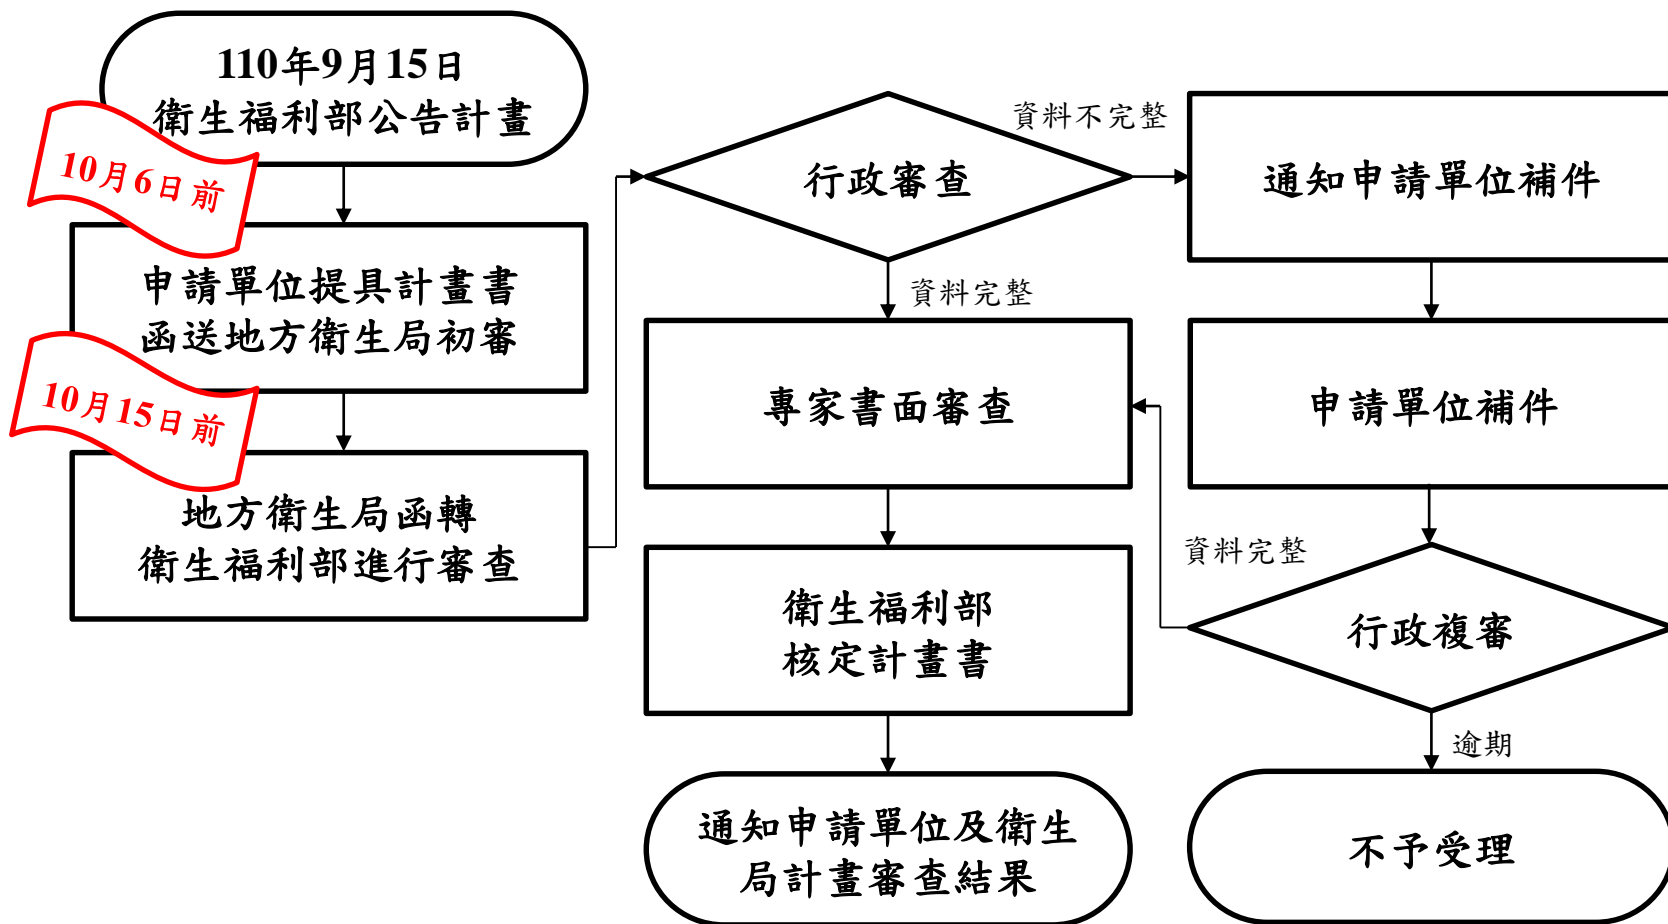 110年9月15日
衛生福利部公告計畫
10月6日前
申請單位提具計畫書
函送地方衛生局初審
10月15日前
地方衛生局函轉
衛生福利部進行審查
行政審查
資料不完整
資料完整
通知申請單位補件
專家書面審查
申請單位補件
資料完整
衛生福利部
核定計畫書
行政複審
逾期
通知申請單位及衛生
局計畫審查結果
不予受理